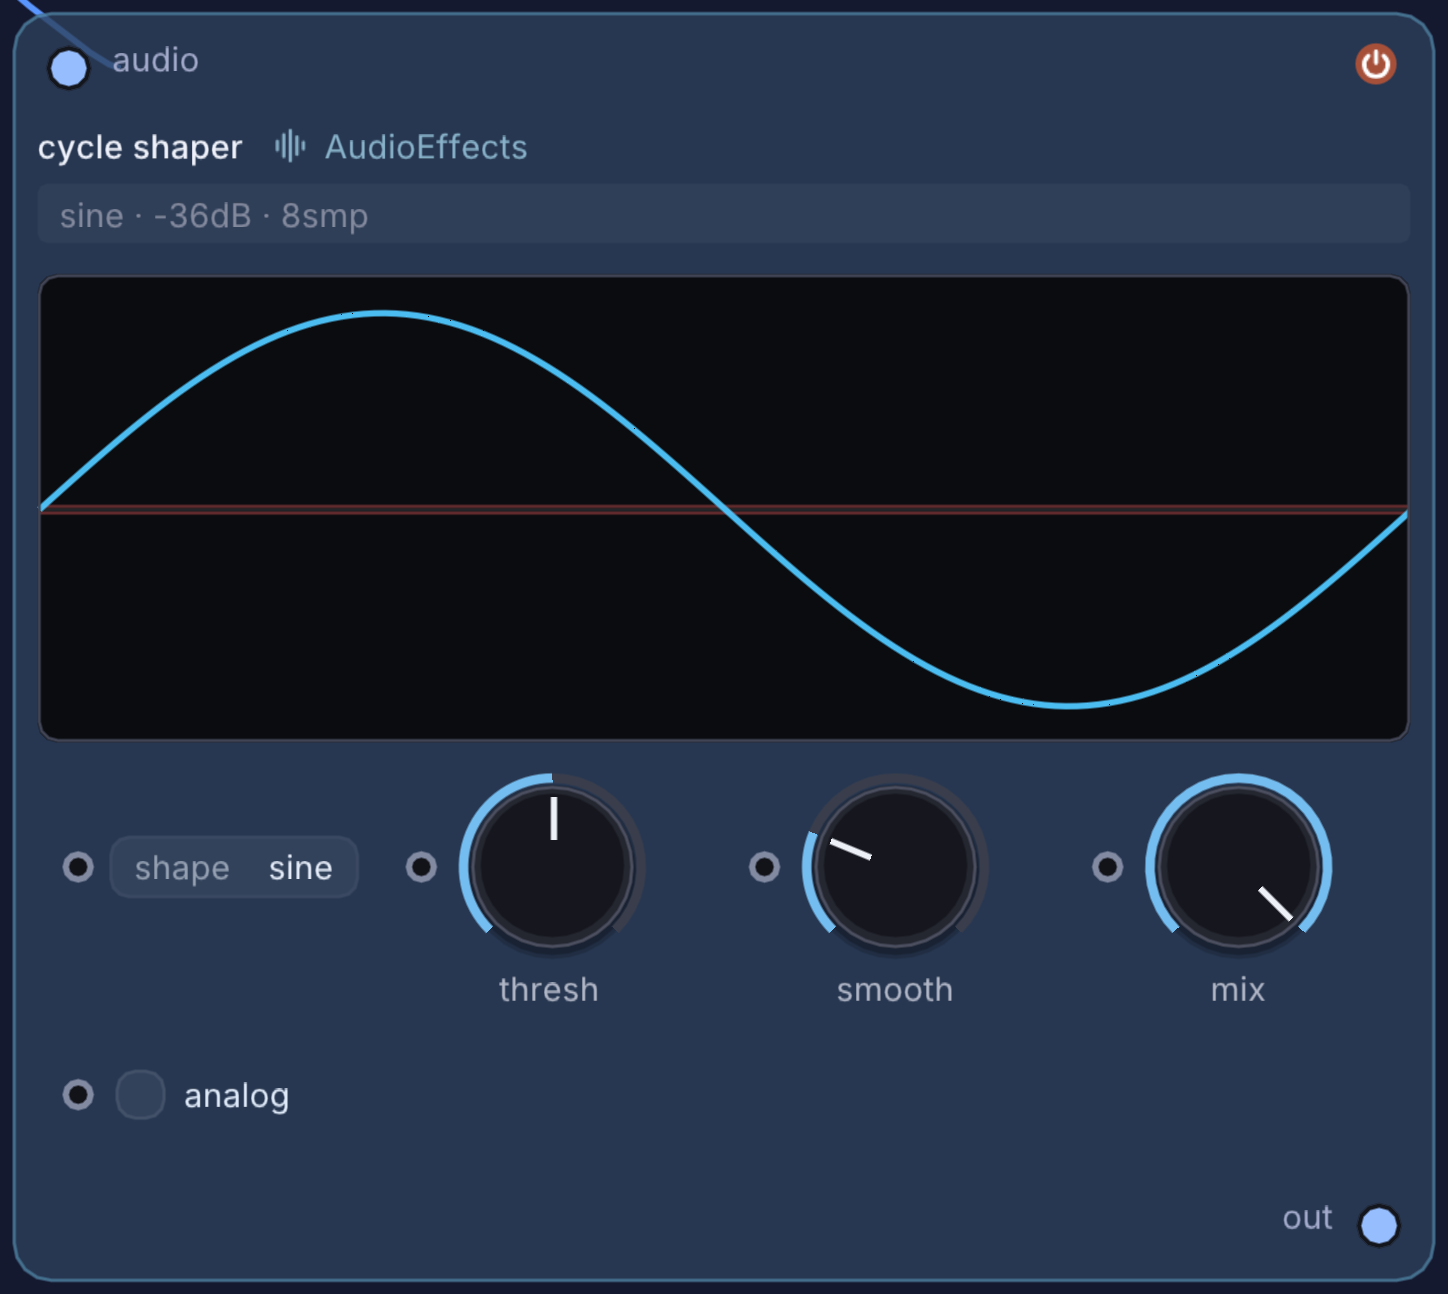 audio
cycle shaper AudioEffects
sine · -36dB · 8smp
shape sine
thresh smooth mix
analog
out